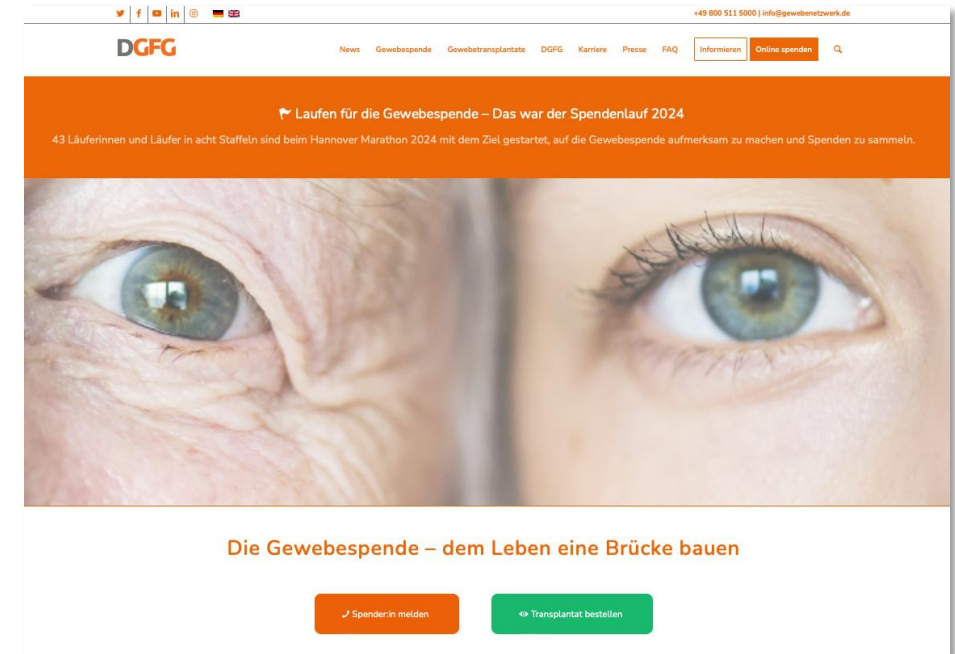 +49 800 511 5000 | info@gewebenetzwerk.de
DGFG
News Gewebespende Gewebetransplantate DGFG Karriere Presse FAQ Informieren Online spenden
Laufen für die Gewebespende – Das war der Spendenlauf 2024
43 Läuferinnen und Läufer in acht Staffeln sind beim Hannover Marathon 2024 mit dem Ziel gestartet, auf die Gewebespende aufmerksam zu machen und Spenden zu sammeln.
Die Gewebespende – dem Leben eine Brücke bauen
Spender:in melden Transplantat bestellen